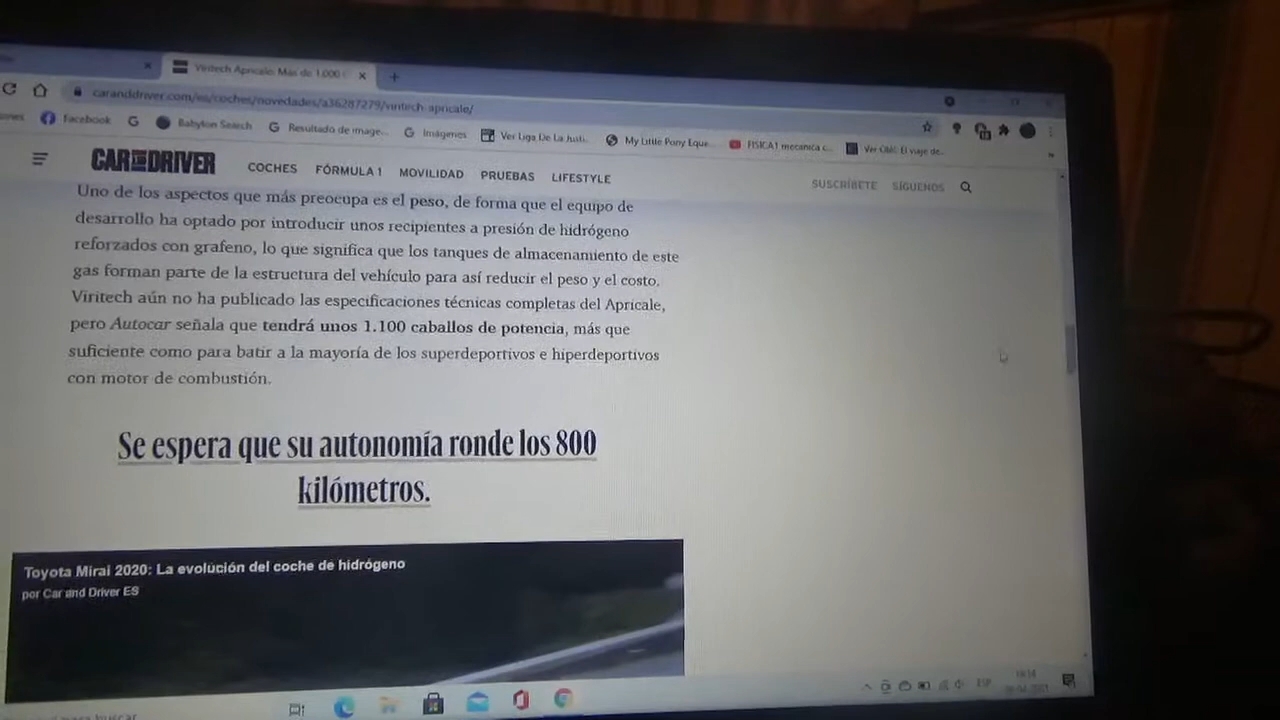 Viritech Apricale: Más de 1.000
caranddriver.com/es/coches/novedades/a36287279/viritech-apricale/
Facebook
Babylon Search
Resultado de image...
Imágenes
Ver Liga De La Justi...
My Little Pony Eque...
FISICA1 mecanica c...
CAR AND DRIVER
COCHES FÓRMULA 1 MOVILIDAD PRUEBAS LIFESTYLE
SUSCRÍBETE SÍGUENOS
Uno de los aspectos que más preocupa es el peso, de forma que el equipo de
desarrollo ha optado por introducir unos recipientes a presión de hidrógeno
reforzados con grafeno, lo que significa que los tanques de almacenamiento de este
gas forman parte de la estructura del vehículo para así reducir el peso y el costo.
Viritech aún no ha publicado las especificaciones técnicas completas del Apricale,
pero Autocar señala que tendrá unos 1.100 caballos de potencia, más que
suficiente como para batir a la mayoría de los superdeportivos e hiperdeportivos
con motor de combustión.
Se espera que su autonomía ronde los 800
kilómetros.
Toyota Mirai 2020: La evolución del coche de hidrógeno
por Car and Driver ES
ESP